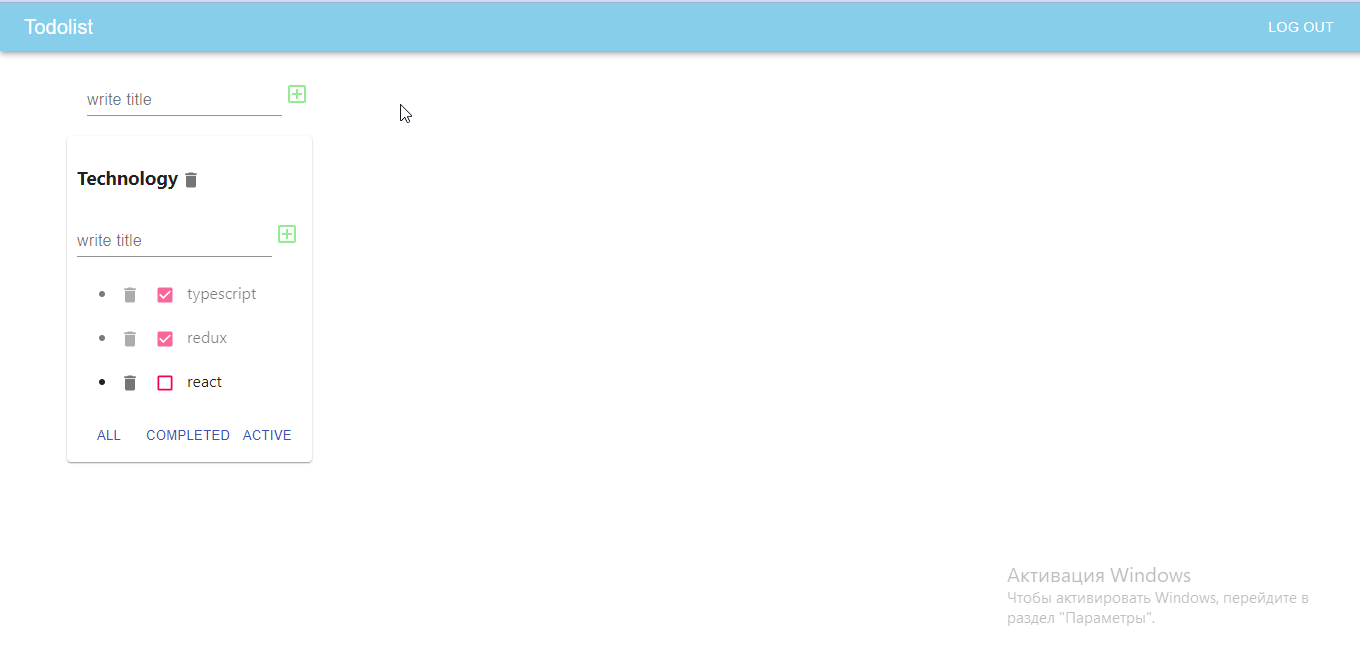 Todolist
LOG OUT
write title
Technology
write title
typescript
redux
react
ALL COMPLETED ACTIVE
Активация Windows
Чтобы активировать Windows, перейдите в
раздел "Параметры".